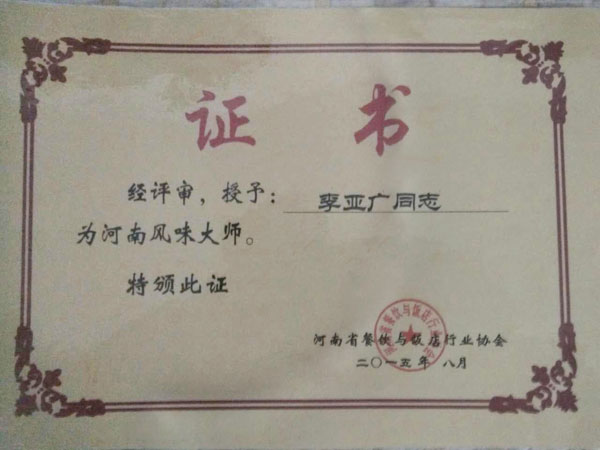 证 书
经评审，授予：李亚广同志
为河南风味大师。
特颁此证
河南省餐饮与饭店行业协会
二〇一五年 八月